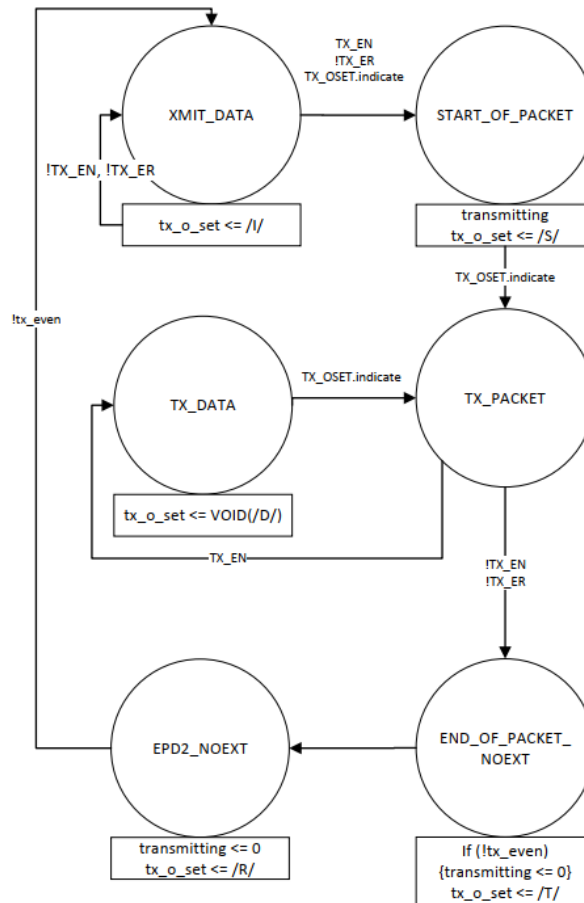 TX_EN
!TX_ER
TX_OSET.indicate
XMIT_DATA
START_OF_PACKET
!TX_EN, !TX_ER
tx_o_set <= /I/
transmitting
tx_o_set <= /S/
TX_OSET.indicate
!tx_even
TX_OSET.indicate
TX_DATA
TX_PACKET
tx_o_set <= VOID(/D/)
TX_EN
!TX_EN
!TX_ER
EPD2_NOEXT
END_OF_PACKET_
NOEXT
transmitting <= 0
tx_o_set <= /R/
If (!tx_even)
{transmitting <= 0}
tx_o_set <= /T/